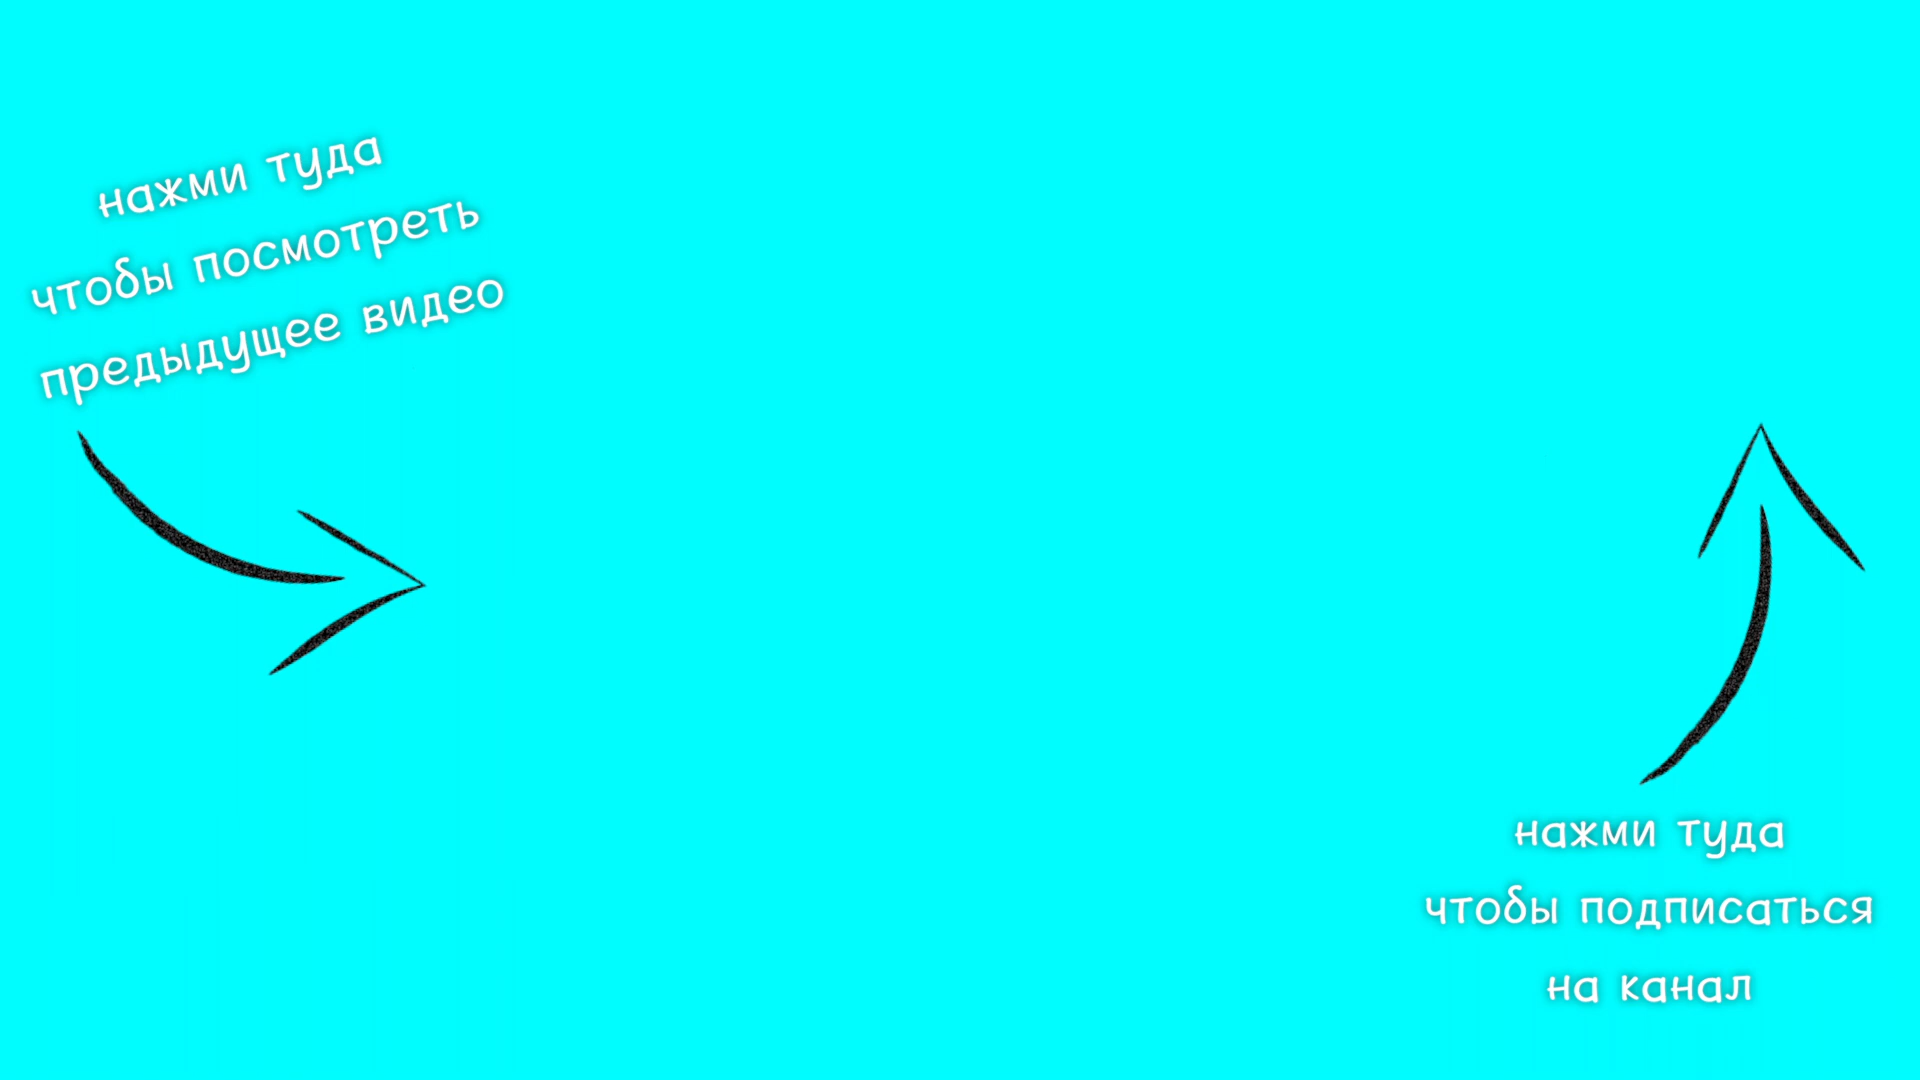 нажми туда
чтобы посмотреть
предыдущее видео
нажми туда
чтобы подписаться
на канал